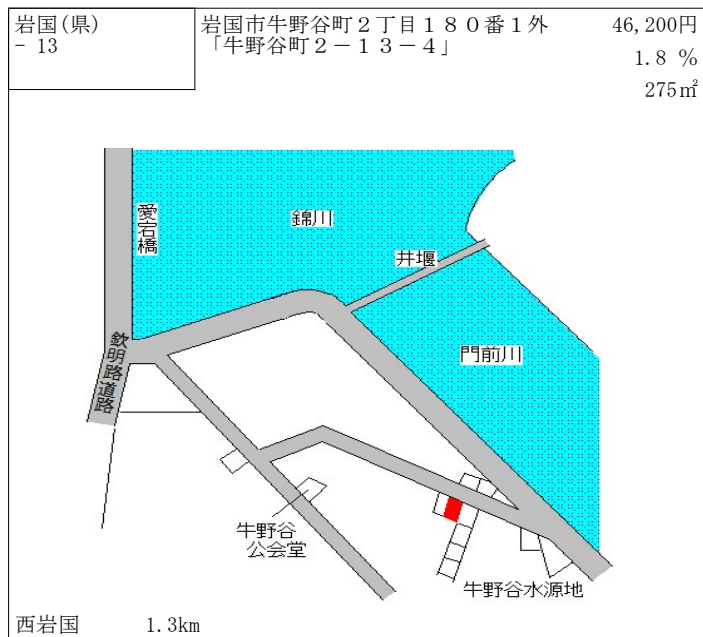 岩国(県)
- 13
岩国市牛野谷町２丁目１８０番１外
「牛野谷町２－１３－４」
46,200円
1.8 %
275㎡
愛宕橋
錦川
井堰
門前川
欽明路道路
牛野谷
公会堂
牛野谷水源地
西岩国 1.3km